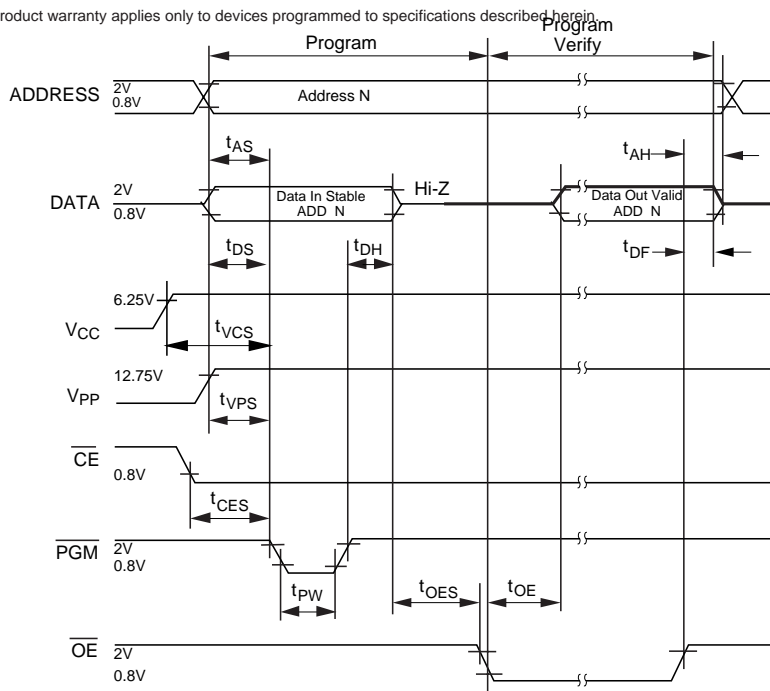 roduct warranty applies only to devices programmed to specifications described herein.
Program
Program
Verify
ADDRESS
2V
0.8V
Address N
tAS
tAH
DATA
2V
0.8V
Data In Stable
ADD N
Hi-Z
Data Out Valid
ADD N
tDS
tDH
tDF
6.25V
VCC
tVCS
12.75V
VPP
tVPS
CE
0.8V
tCES
PGM
2V
0.8V
tPW
tOES
tOE
OE
2V
0.8V